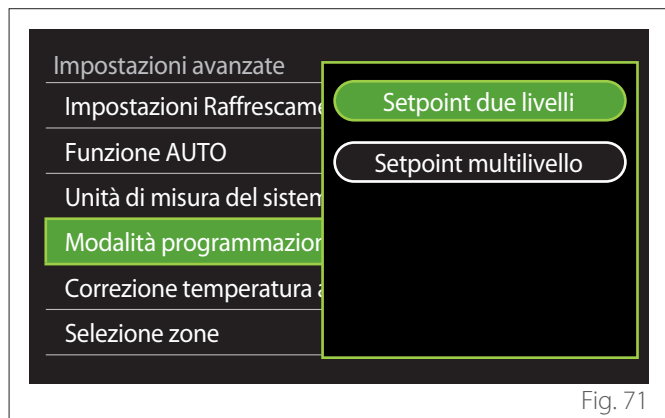 Impostazioni avanzate
Impostazioni Raffrescame
Funzione AUTO
Unità di misura del sistem
Modalità programmazion
Correzione temperatura a
Selezione zone
Setpoint due livelli
Setpoint multilivello
Fig. 71